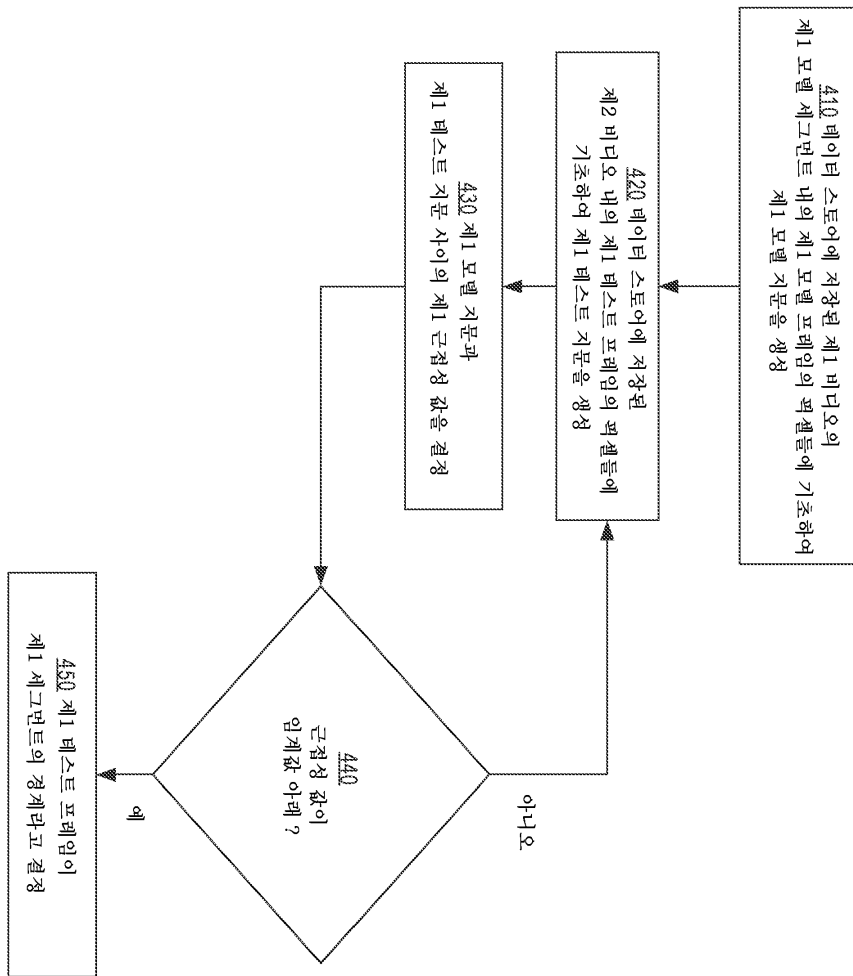 410 데이터 스토어에 저장된 제1 비디오의
제1 모델 세그먼트 내의 제1 모델 프레임의 픽셀들에 기초하여
제1 모델 지문을 생성
420 데이터 스토어에 저장된
제2 비디오 내의 제1 테스트 프레임의 픽셀들에
기초하여 제1 테스트 지문을 생성
430 제1 모델 지문과
제1 테스트 지문 사이의 제1 근접성 값을 결정
440
근접성 값이
임계값 아래 ?
아니오
예
450 제1 테스트 프레임이
제1 세그먼트의 경계라고 결정